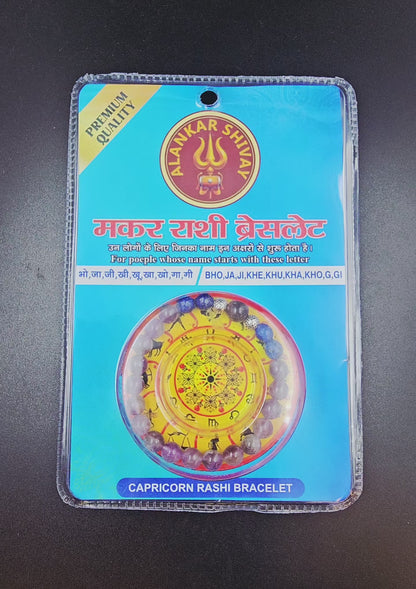 PREMIUM
QUALITY
ALANKAR SHIVAY
मकर राशी ब्रेसलेट
उन लोगों के लिए जिनका नाम इन अक्षरो से शुरू होता है।
For poeple whose name starts with these letter
भो,जा,जी,खी,खू,खा,खो,गा,गी / BHO,JA,JI,KHE,KHU,KHA,KHO,G,GI
CAPRICORN RASHI BRACELET